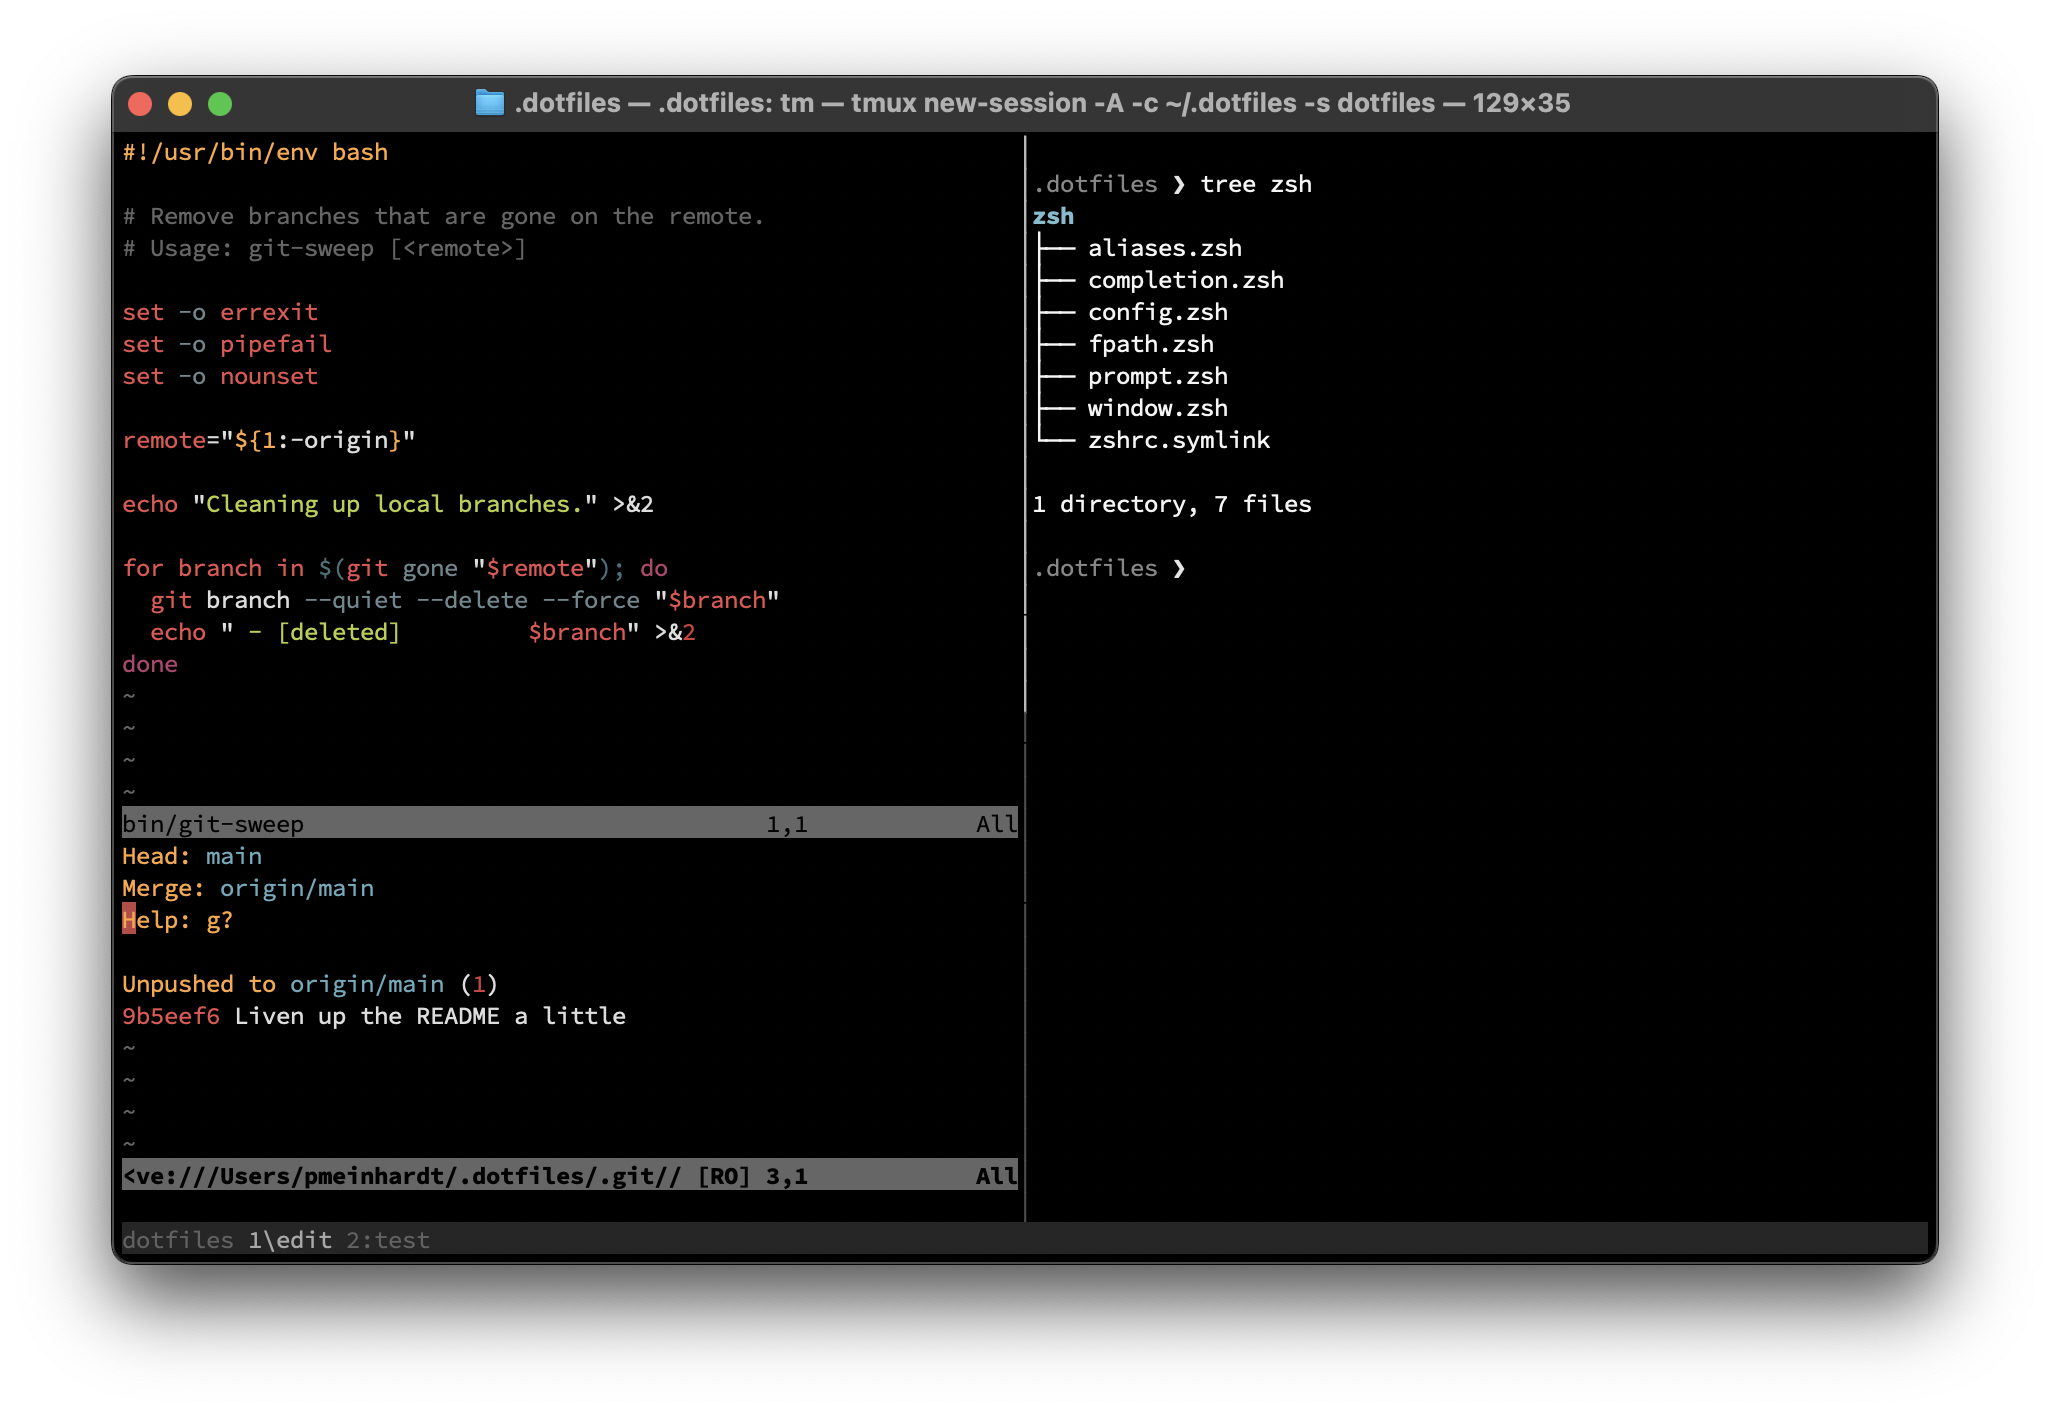 .dotfiles — .dotfiles: tm — tmux new-session -A -c ~/.dotfiles -s dotfiles — 129×35
#!/usr/bin/env bash

# Remove branches that are gone on the remote.
# Usage: git-sweep [<remote>]

set -o errexit
set -o pipefail
set -o nounset

remote="${1:-origin}"

echo "Cleaning up local branches." >&2

for branch in $(git gone "$remote"); do
  git branch --quiet --delete --force "$branch"
  echo " - [deleted]         $branch" >&2
done
~
~
~
~
bin/git-sweep                                 1,1            All
Head: main
Merge: origin/main
Help: g?

Unpushed to origin/main (1)
9b5eef6 Liven up the README a little
~
~
~
~
<ve:///Users/pmeinhardt/.dotfiles/.git// [RO] 3,1            All
.dotfiles ❯ tree zsh
zsh
├── aliases.zsh
├── completion.zsh
├── config.zsh
├── fpath.zsh
├── prompt.zsh
├── window.zsh
└── zshrc.symlink

1 directory, 7 files

.dotfiles ❯
dotfiles 1\edit 2:test